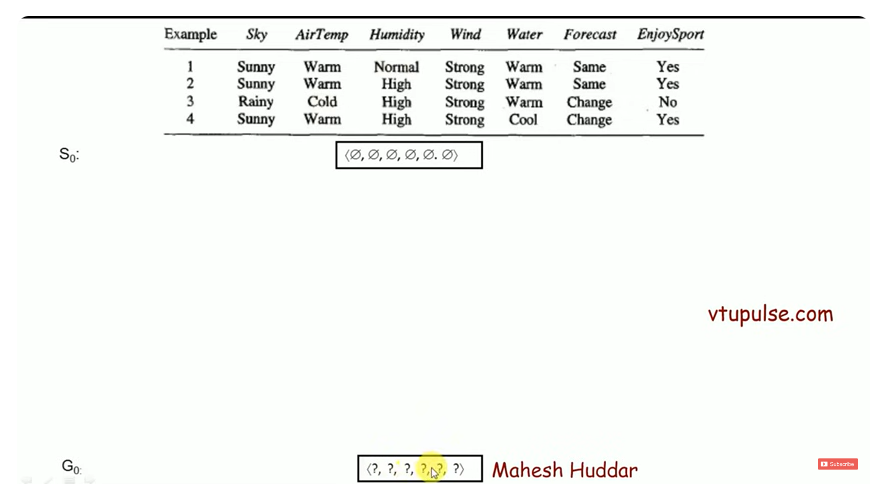 Example Sky AirTemp Humidity Wind Water Forecast EnjoySport
1 Sunny Warm Normal Strong Warm Same Yes
2 Sunny Warm High Strong Warm Same Yes
3 Rainy Cold High Strong Warm Change No
4 Sunny Warm High Strong Cool Change Yes
S₀: ⟨∅, ∅, ∅, ∅, ∅. ∅⟩
vtupulse.com
G₀: ⟨?, ?, ?, ?, ?, ?⟩ Mahesh Huddar
Subscribe